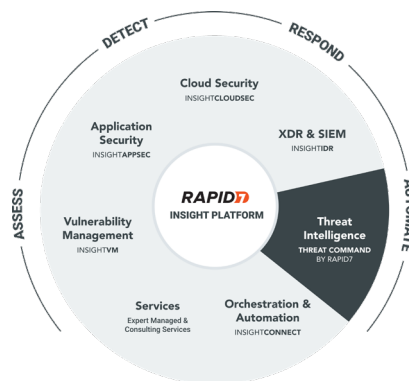 DETECT
RESPOND
ASSESS
AUTOMATE
Cloud Security
INSIGHTCLOUDSEC
Application
Security
INSIGHTAPPSEC
XDR & SIEM
INSIGHTIDR
RAPID7
INSIGHT PLATFORM
Vulnerability
Management
INSIGHTVM
Threat
Intelligence
THREAT COMMAND
BY RAPID7
Services
Expert Managed &
Consulting Services
Orchestration &
Automation
INSIGHTCONNECT